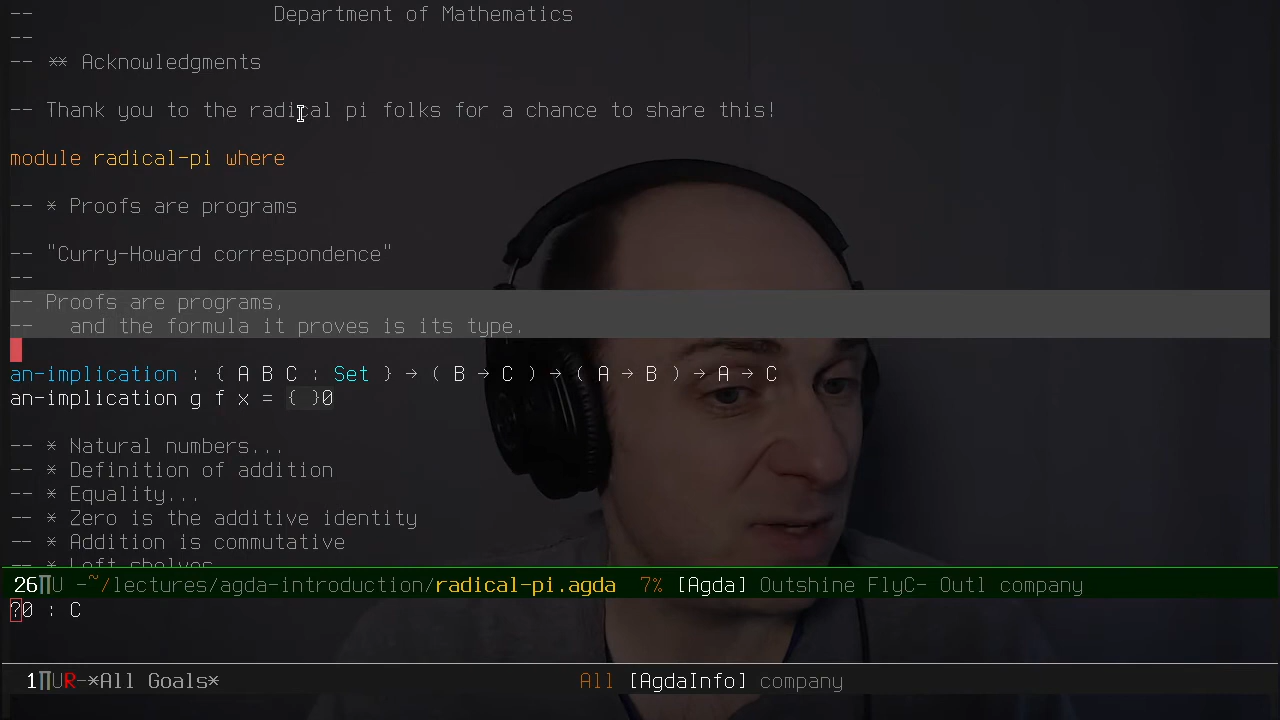 --                    Department of Mathematics
--
-- ** Acknowledgments
-- Thank you to the radical pi folks for a chance to share this!
module radical-pi where
-- * Proofs are programs
-- "Curry-Howard correspondence"
--
-- Proofs are programs,
--   and the formula it proves is its type.
an-implication : { A B C : Set } → ( B → C ) → ( A → B ) → A → C
an-implication g f x = { }0
-- * Natural numbers...
-- * Definition of addition
-- * Equality...
-- * Zero is the additive identity
-- * Addition is commutative
-- * Left shelves
26∏U -~/lectures/agda-introduction/radical-pi.agda  7% [Agda] Outshine FlyC- Outl company
?0 : C
1∏UR-*All Goals*                              All [AgdaInfo] company